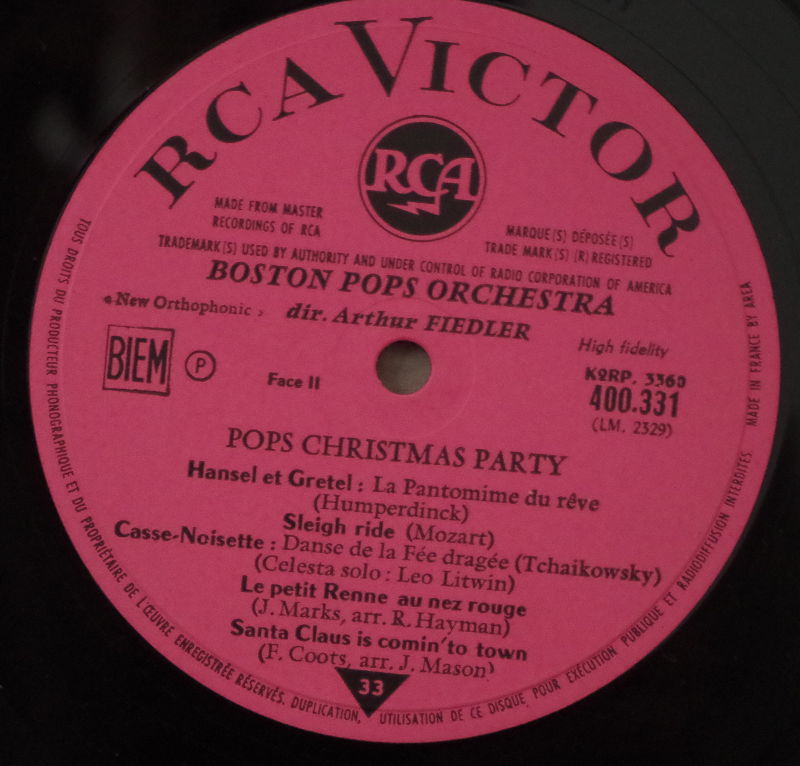 RCA VICTOR
RCA
MADE FROM MASTER
RECORDINGS OF RCA
MARQUE(S) DÉPOSÉE(S)
TRADE MARK(S) (R) REGISTERED
TRADEMARK(S) USED BY AUTHORITY AND UNDER CONTROL OF RADIO CORPORATION OF AMERICA
BOSTON POPS ORCHESTRA
«New Orthophonic»
dir. Arthur FIEDLER
High fidelity
BIEM
P
Face II
KRP. 3360
400.331
(LM. 2329)
POPS CHRISTMAS PARTY
Hansel et Gretel : La Pantomime du rêve
(Humperdinck)
Sleigh ride (Mozart)
Casse-Noisette : Danse de la Fée dragée (Tchaikowsky)
(Celesta solo : Leo Litwin)
Le petit Renne au nez rouge
(J. Marks, arr. R. Hayman)
Santa Claus is comin'to town
(F. Coots, arr. J. Mason)
33
TOUS DROITS DU PRODUCTEUR PHONOGRAPHIQUE ET DU PROPRIÉTAIRE DE L'ŒUVRE ENREGISTRÉE RÉSERVÉS. DUPLICATION, UTILISATION DE CE DISQUE, POUR EXÉCUTION PUBLIQUE ET RADIODIFFUSION INTERDITES
MADE IN FRANCE BY AREA